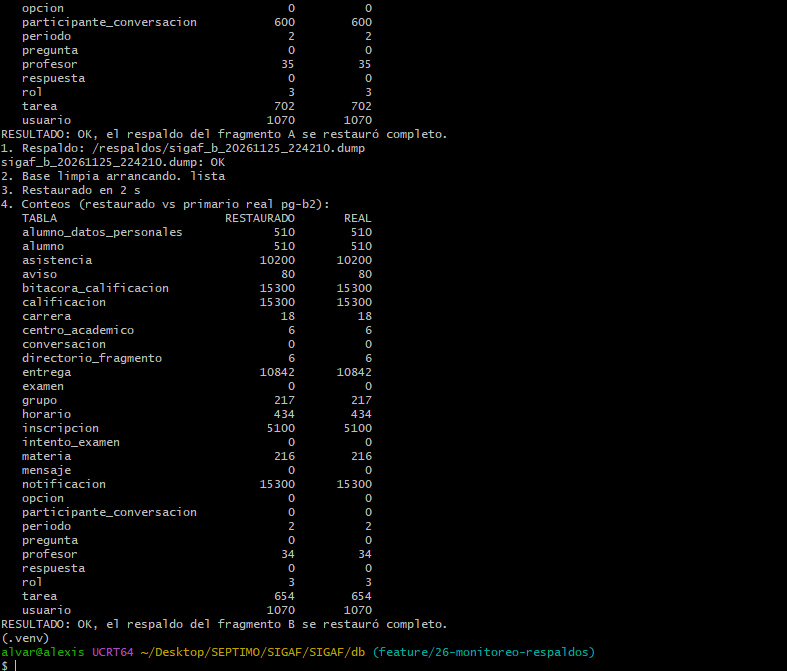 opcion 0 0
participante_conversacion 600 600
periodo 2 2
pregunta 0 0
profesor 35 35
respuesta 0 0
rol 3 3
tarea 702 702
usuario 1070 1070
RESULTADO: OK, el respaldo del fragmento A se restauró completo.
1. Respaldo: /respaldos/sigaf_b_20261125_224210.dump
sigaf_b_20261125_224210.dump: OK
2. Base limpia arrancando. lista
3. Restaurado en 2 s
4. Conteos (restaurado vs primario real pg-b2):
TABLA RESTAURADO REAL
alumno_datos_personales 510 510
alumno 510 510
asistencia 10200 10200
aviso 80 80
bitacora_calificacion 15300 15300
calificacion 15300 15300
carrera 18 18
centro_academico 6 6
conversacion 0 0
directorio_fragmento 6 6
entrega 10842 10842
examen 0 0
grupo 217 217
horario 434 434
inscripcion 5100 5100
intento_examen 0 0
materia 216 216
mensaje 0 0
notificacion 15300 15300
opcion 0 0
participante_conversacion 0 0
periodo 2 2
pregunta 0 0
profesor 34 34
respuesta 0 0
rol 3 3
tarea 654 654
usuario 1070 1070
RESULTADO: OK, el respaldo del fragmento B se restauró completo.
(.venv)
alvar@alexis UCRT64 ~/Desktop/SEPTIMO/SIGAF/SIGAF/db (feature/26-monitoreo-respaldos)
$